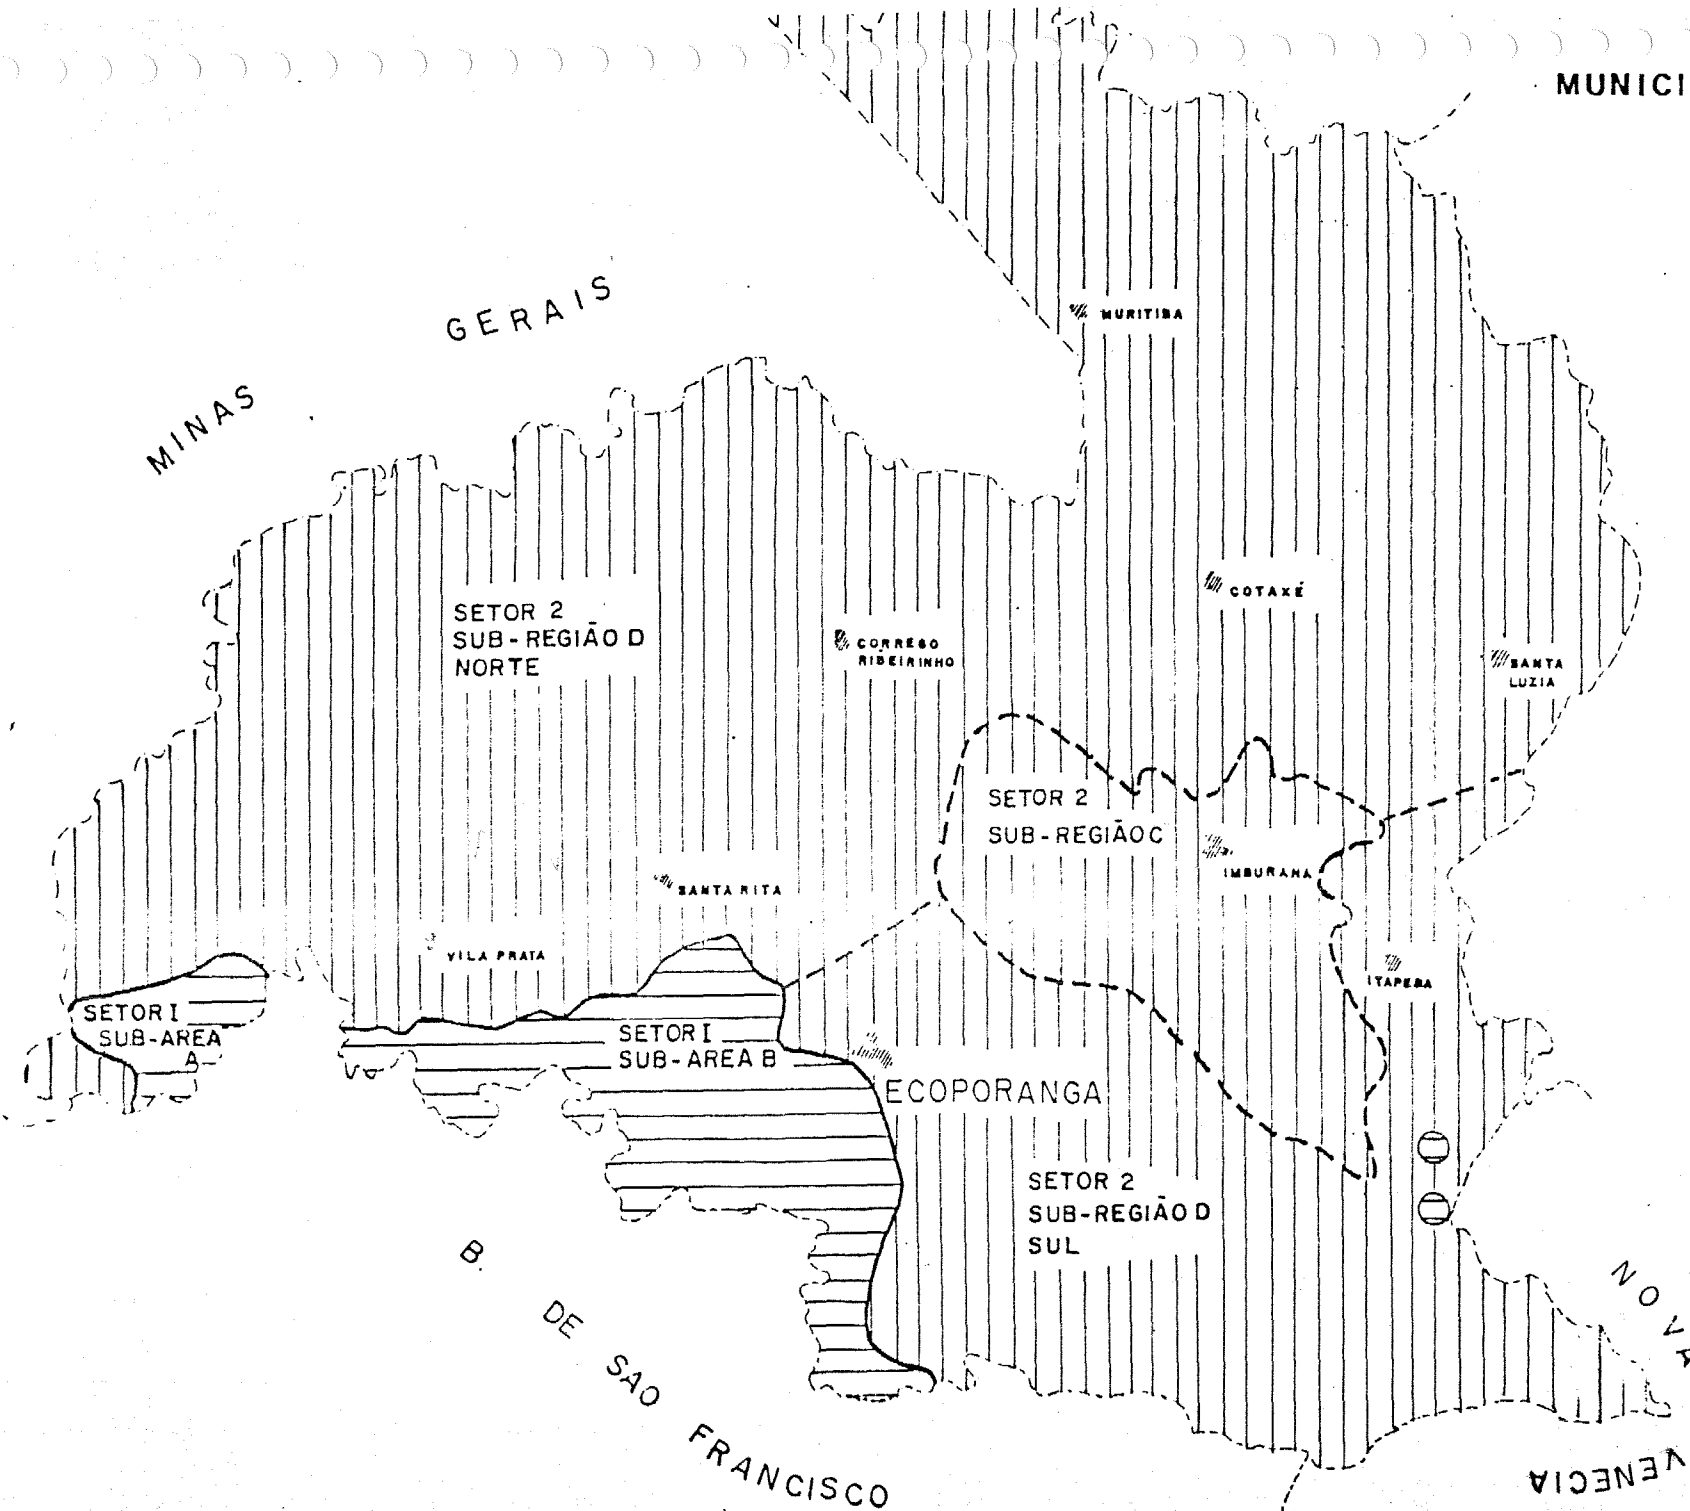 MUNICI
MINAS GERAIS
MURITIBA
SETOR 2
SUB-REGIÃO D
NORTE
COTAXÉ
CORREGO
RIBEIRINHO
SANTA
LUZIA
SETOR 2
SUB-REGIÃO C
IMBURANA
SANTA RITA
VILA PRATA
ITAPEBA
SETOR I
SUB-AREA
A
SETOR I
SUB-AREA B
ECOPORANGA
SETOR 2
SUB-REGIÃO D
SUL
B. DE SAO FRANCISCO
NOVA
VENECIA